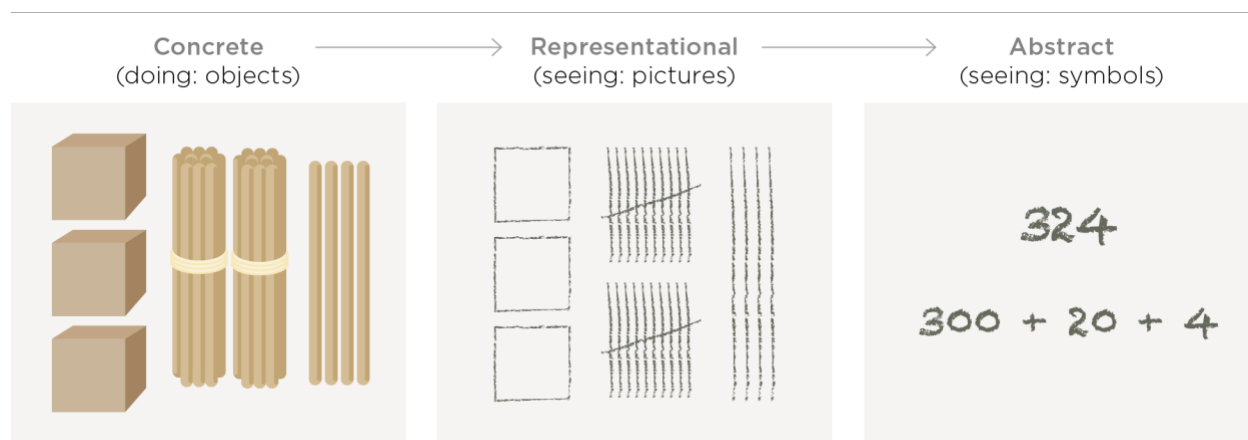 Concrete
(doing: objects)
Representational
(seeing: pictures)
Abstract
(seeing: symbols)
324
300 + 20 + 4